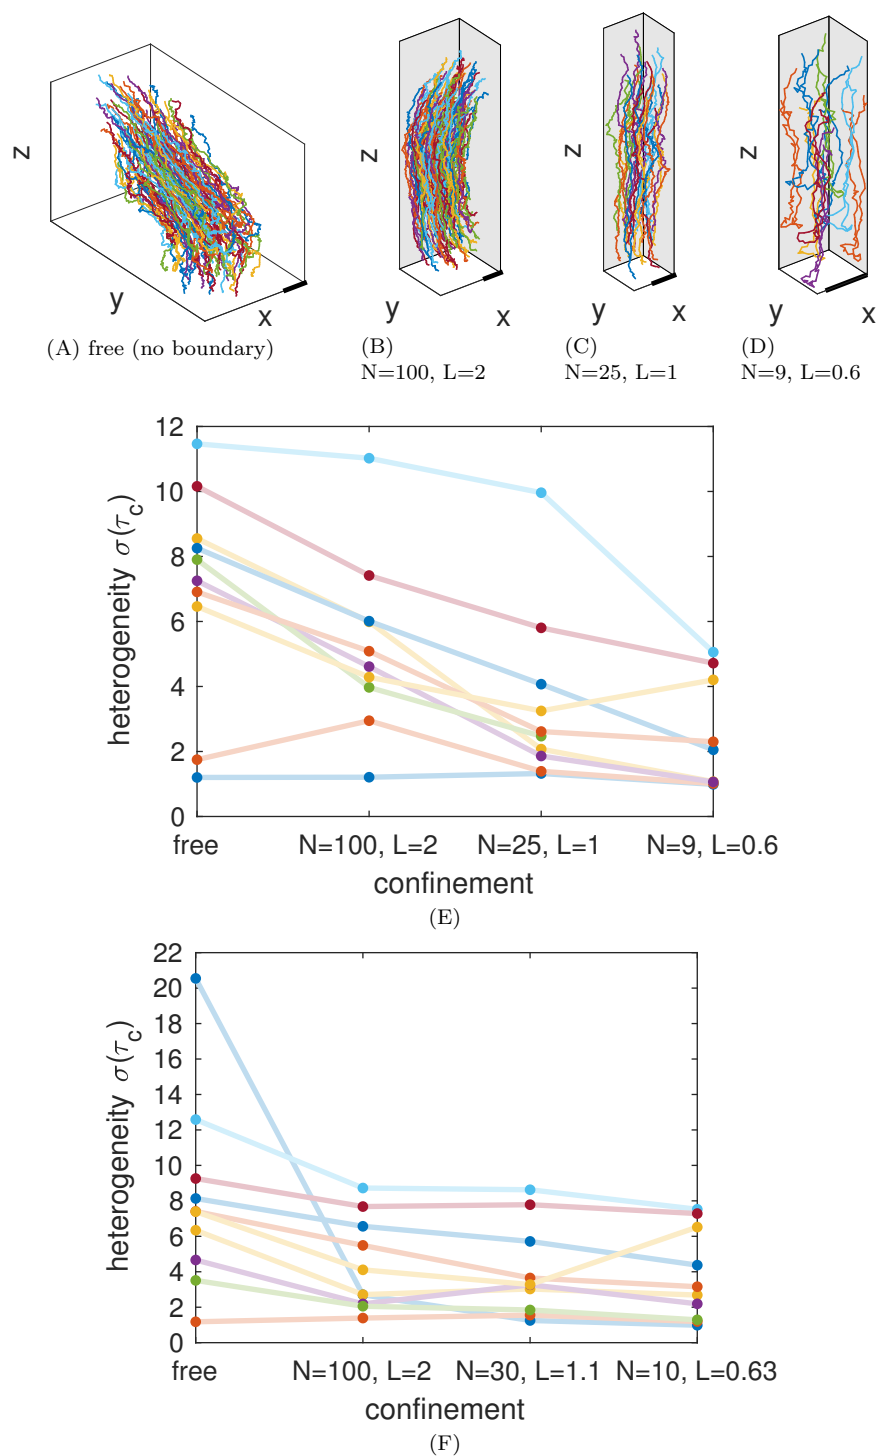 z
y
x
(A) free (no boundary)
z
y
x
(B)
N=100, L=2
z
y
x
(C)
N=25, L=1
z
y
x
(D)
N=9, L=0.6
heterogeneity σ(τc)
12
10
8
6
4
2
0
free N=100, L=2 N=25, L=1 N=9, L=0.6
confinement
(E)
heterogeneity σ(τc)
22
20
18
16
14
12
10
8
6
4
2
0
free N=100, L=2 N=30, L=1.1 N=10, L=0.63
confinement
(F)